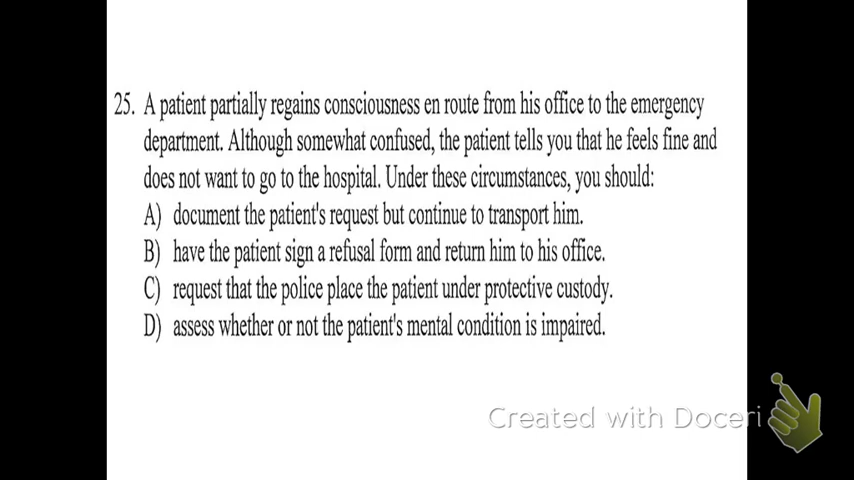 25. A patient partially regains consciousness en route from his office to the emergency
department. Although somewhat confused, the patient tells you that he feels fine and
does not want to go to the hospital. Under these circumstances, you should:
A) document the patient's request but continue to transport him.
B) have the patient sign a refusal form and return him to his office.
C) request that the police place the patient under protective custody.
D) assess whether or not the patient's mental condition is impaired.
Created with Doceri